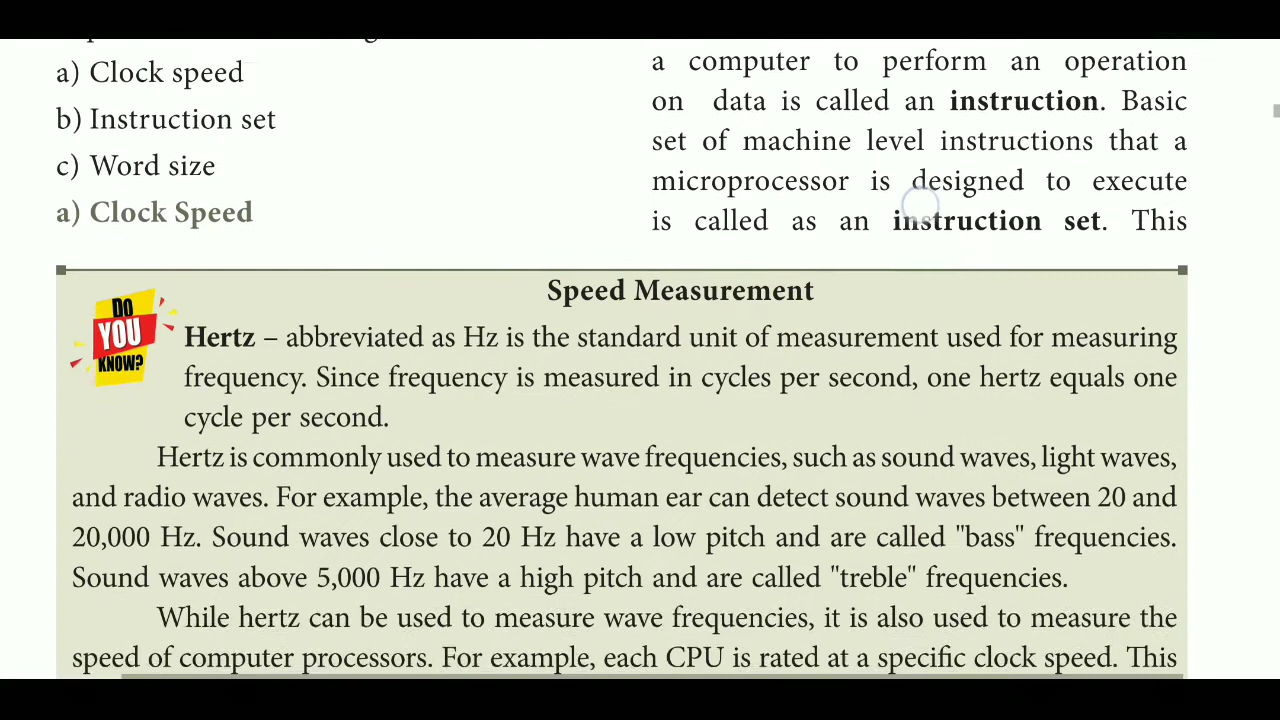 a) Clock speed
b) Instruction set
c) Word size
a) Clock Speed
a computer to perform an operation
on data is called an instruction. Basic
set of machine level instructions that a
microprocessor is designed to execute
is called as an instruction set. This
DO
YOU
KNOW?
Speed Measurement
Hertz – abbreviated as Hz is the standard unit of measurement used for measuring
frequency. Since frequency is measured in cycles per second, one hertz equals one
cycle per second.
Hertz is commonly used to measure wave frequencies, such as sound waves, light waves,
and radio waves. For example, the average human ear can detect sound waves between 20 and
20,000 Hz. Sound waves close to 20 Hz have a low pitch and are called "bass" frequencies.
Sound waves above 5,000 Hz have a high pitch and are called "treble" frequencies.
While hertz can be used to measure wave frequencies, it is also used to measure the
speed of computer processors. For example, each CPU is rated at a specific clock speed. This